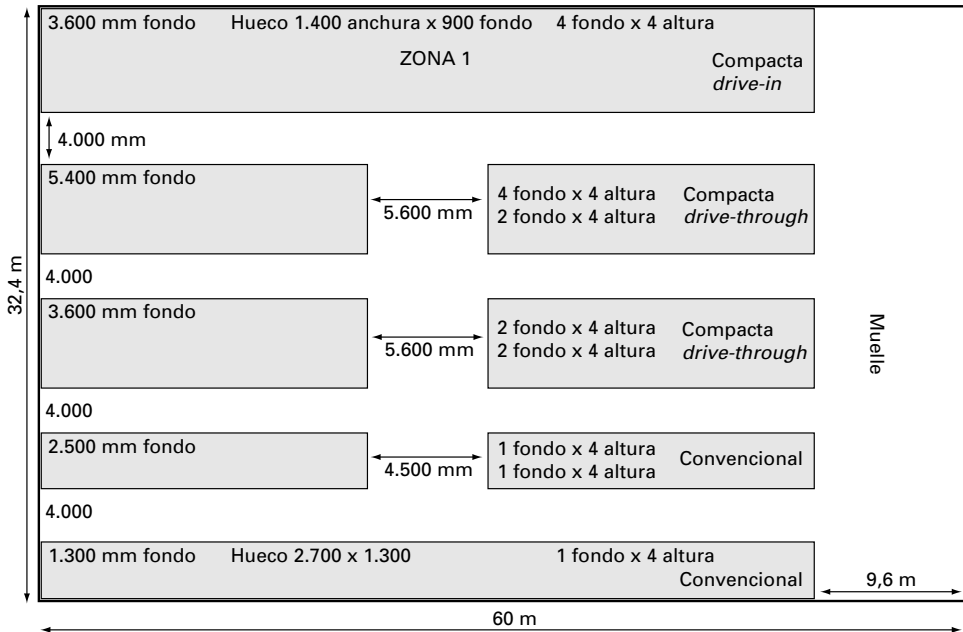 3.600 mm fondo Hueco 1.400 anchura x 900 fondo 4 fondo x 4 altura
ZONA 1
Compacta
drive-in
4.000 mm
5.400 mm fondo
5.600 mm
4 fondo x 4 altura Compacta
2 fondo x 4 altura drive-through
4.000
3.600 mm fondo
5.600 mm
2 fondo x 4 altura Compacta
2 fondo x 4 altura drive-through
4.000
2.500 mm fondo
4.500 mm
1 fondo x 4 altura
1 fondo x 4 altura
Convencional
4.000
1.300 mm fondo Hueco 2.700 x 1.300 1 fondo x 4 altura
Convencional
32,4 m
Muelle
9,6 m
60 m